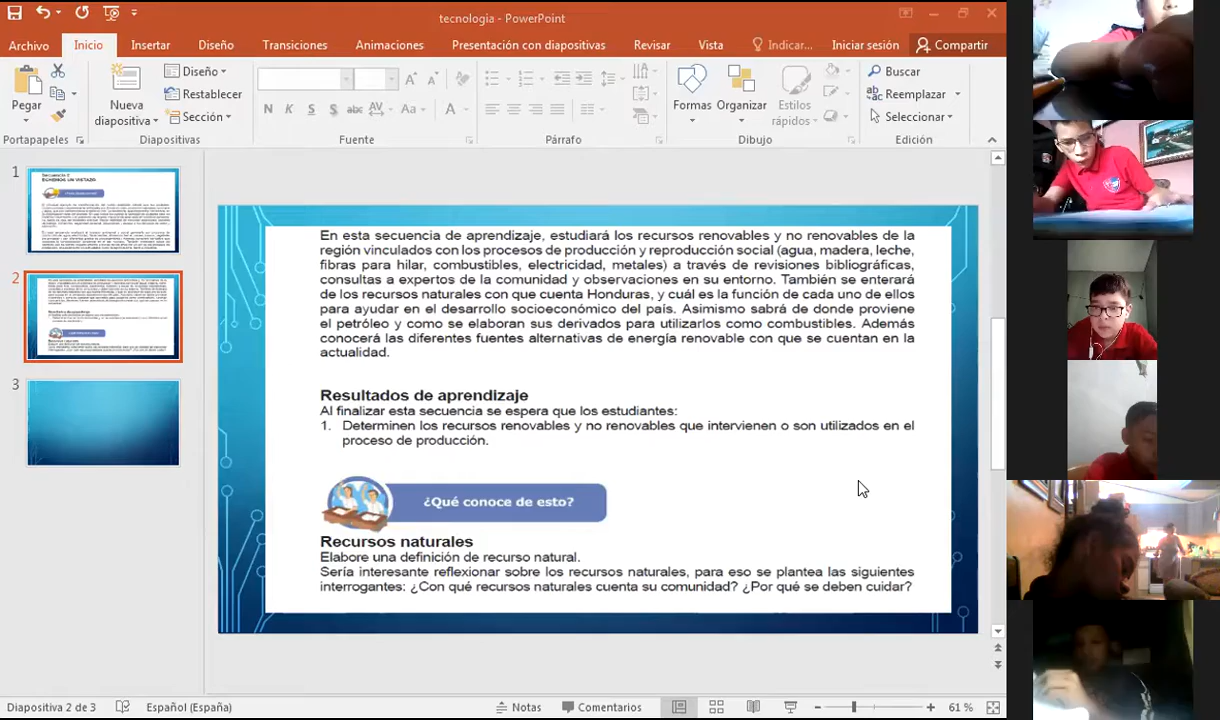 tecnologia - PowerPoint
Archivo Inicio Insertar Diseño Transiciones Animaciones Presentación con diapositivas Revisar Vista Indicar... Iniciar sesión Compartir
Pegar
Nueva diapositiva
Diseño
Restablecer
Sección
N K S S abc AV Aa A
Formas
Organizar
Estilos rápidos
Buscar
Reemplazar
Seleccionar
Portapapeles Diapositivas Fuente Párrafo Dibujo Edición
1
2
3
En esta secuencia de aprendizaje, estudiará los recursos renovables y no renovables de la
región vinculados con los procesos de producción y reproducción social (agua, madera, leche,
fibras para hilar, combustibles, electricidad, metales) a través de revisiones bibliográficas,
consultas a expertos de la comunidad y observaciones en su entorno. También se enterará
de los recursos naturales con que cuenta Honduras, y cuál es la función de cada uno de ellos
para ayudar en el desarrollo socioeconómico del país. Asimismo sabrá de donde proviene
el petróleo y como se elaboran sus derivados para utilizarlos como combustibles. Además
conocerá las diferentes fuentes alternativas de energía renovable con que se cuentan en la
actualidad.
Resultados de aprendizaje
Al finalizar esta secuencia se espera que los estudiantes:
1. Determinen los recursos renovables y no renovables que intervienen o son utilizados en el
proceso de producción.
¿Qué conoce de esto?
Recursos naturales
Elabore una definición de recurso natural.
Sería interesante reflexionar sobre los recursos naturales, para eso se plantea las siguientes
interrogantes: ¿Con qué recursos naturales cuenta su comunidad? ¿Por qué se deben cuidar?
Diapositiva 2 de 3 Español (España) Notas Comentarios 61 %